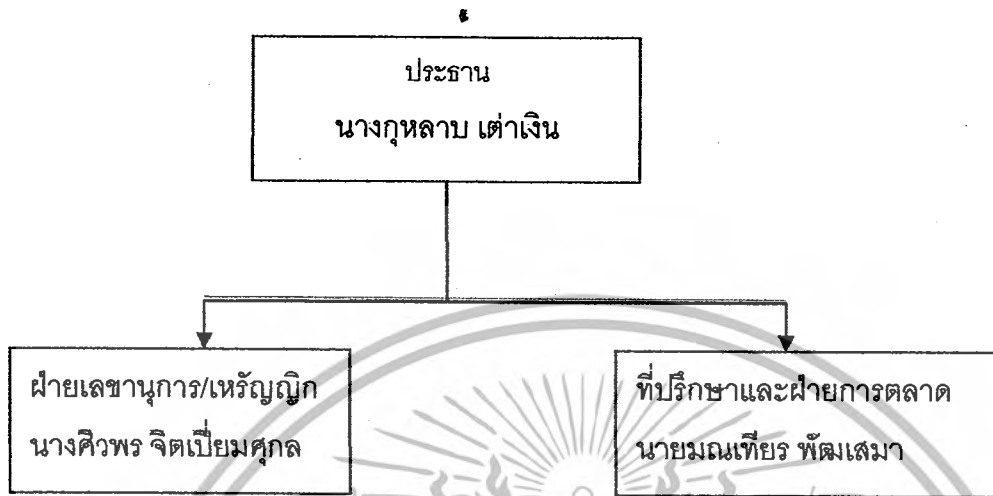 ประธาน
นางกุหลาบ เต่าเงิน
ฝ่ายเลขานุการ/เหรัญญิก
นางศิวพร จิตเปี่ยมศุกล
ที่ปรึกษาและฝ่ายการตลาด
นายมณเทียร พัฒเสมา